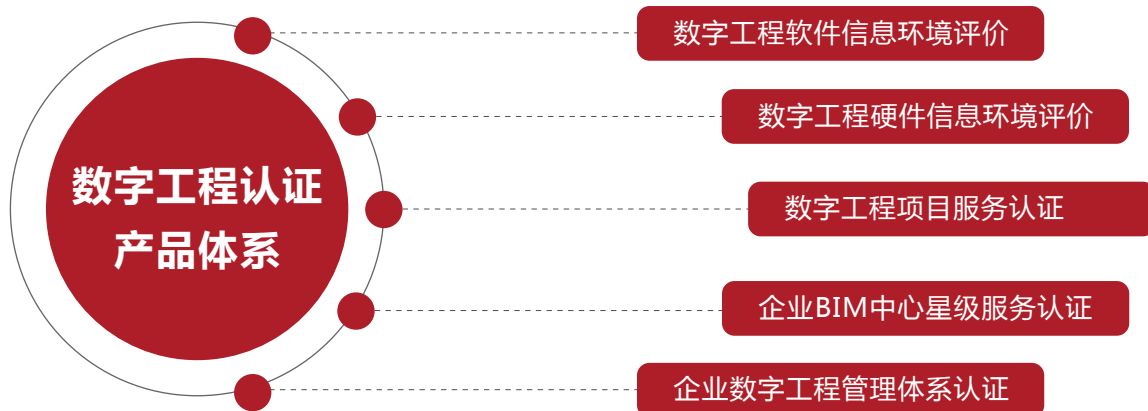 数字工程认证
产品体系
数字工程软件信息环境评价
数字工程硬件信息环境评价
数字工程项目服务认证
企业BIM中心星级服务认证
企业数字工程管理体系认证